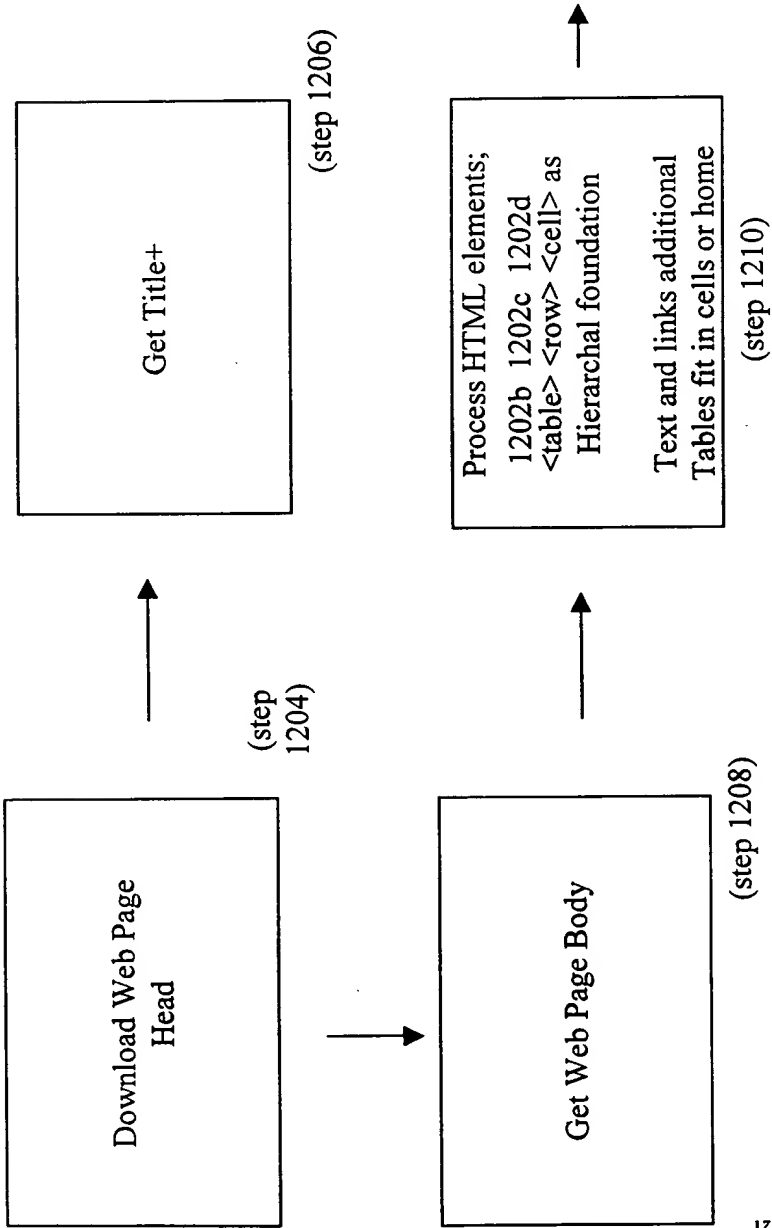 Download Web Page
Head
(step
1204)
Get Title+
(step 1206)
Get Web Page Body
(step 1208)
Process HTML elements;
1202b 1202c 1202d
<table> <row> <cell> as
Hierarchal foundation
Text and links additional
Tables fit in cells or home
(step 1210)